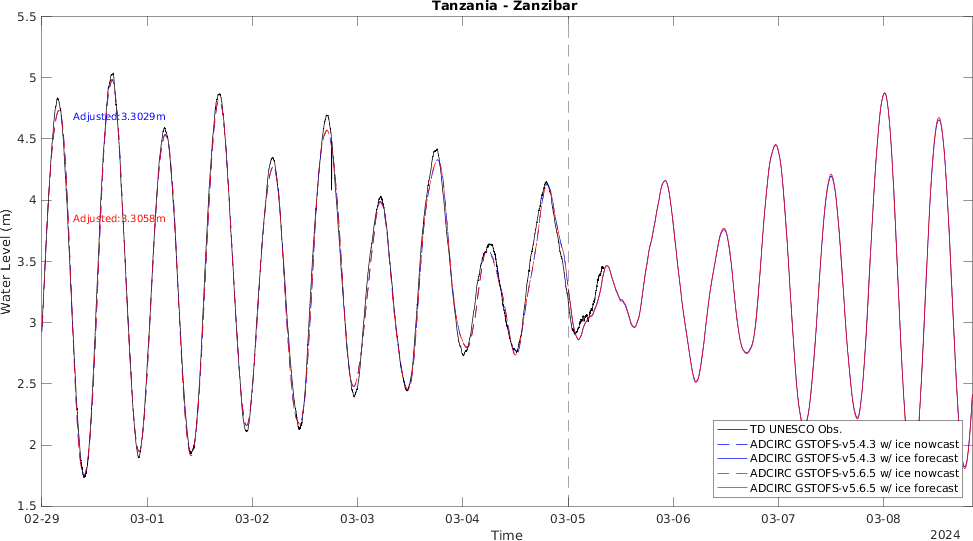 Tanzania - Zanzibar
5.5
5
4.5
4
3.5
3
2.5
2
1.5
Water Level (m)
Adjusted:3.3029m
Adjusted:3.3058m
TD UNESCO Obs.
ADCIRC GSTOFS-v5.4.3 w/ ice nowcast
ADCIRC GSTOFS-v5.4.3 w/ ice forecast
ADCIRC GSTOFS-v5.6.5 w/ ice nowcast
ADCIRC GSTOFS-v5.6.5 w/ ice forecast
02-29 03-01 03-02 03-03 03-04 03-05 03-06 03-07 03-08
Time
2024